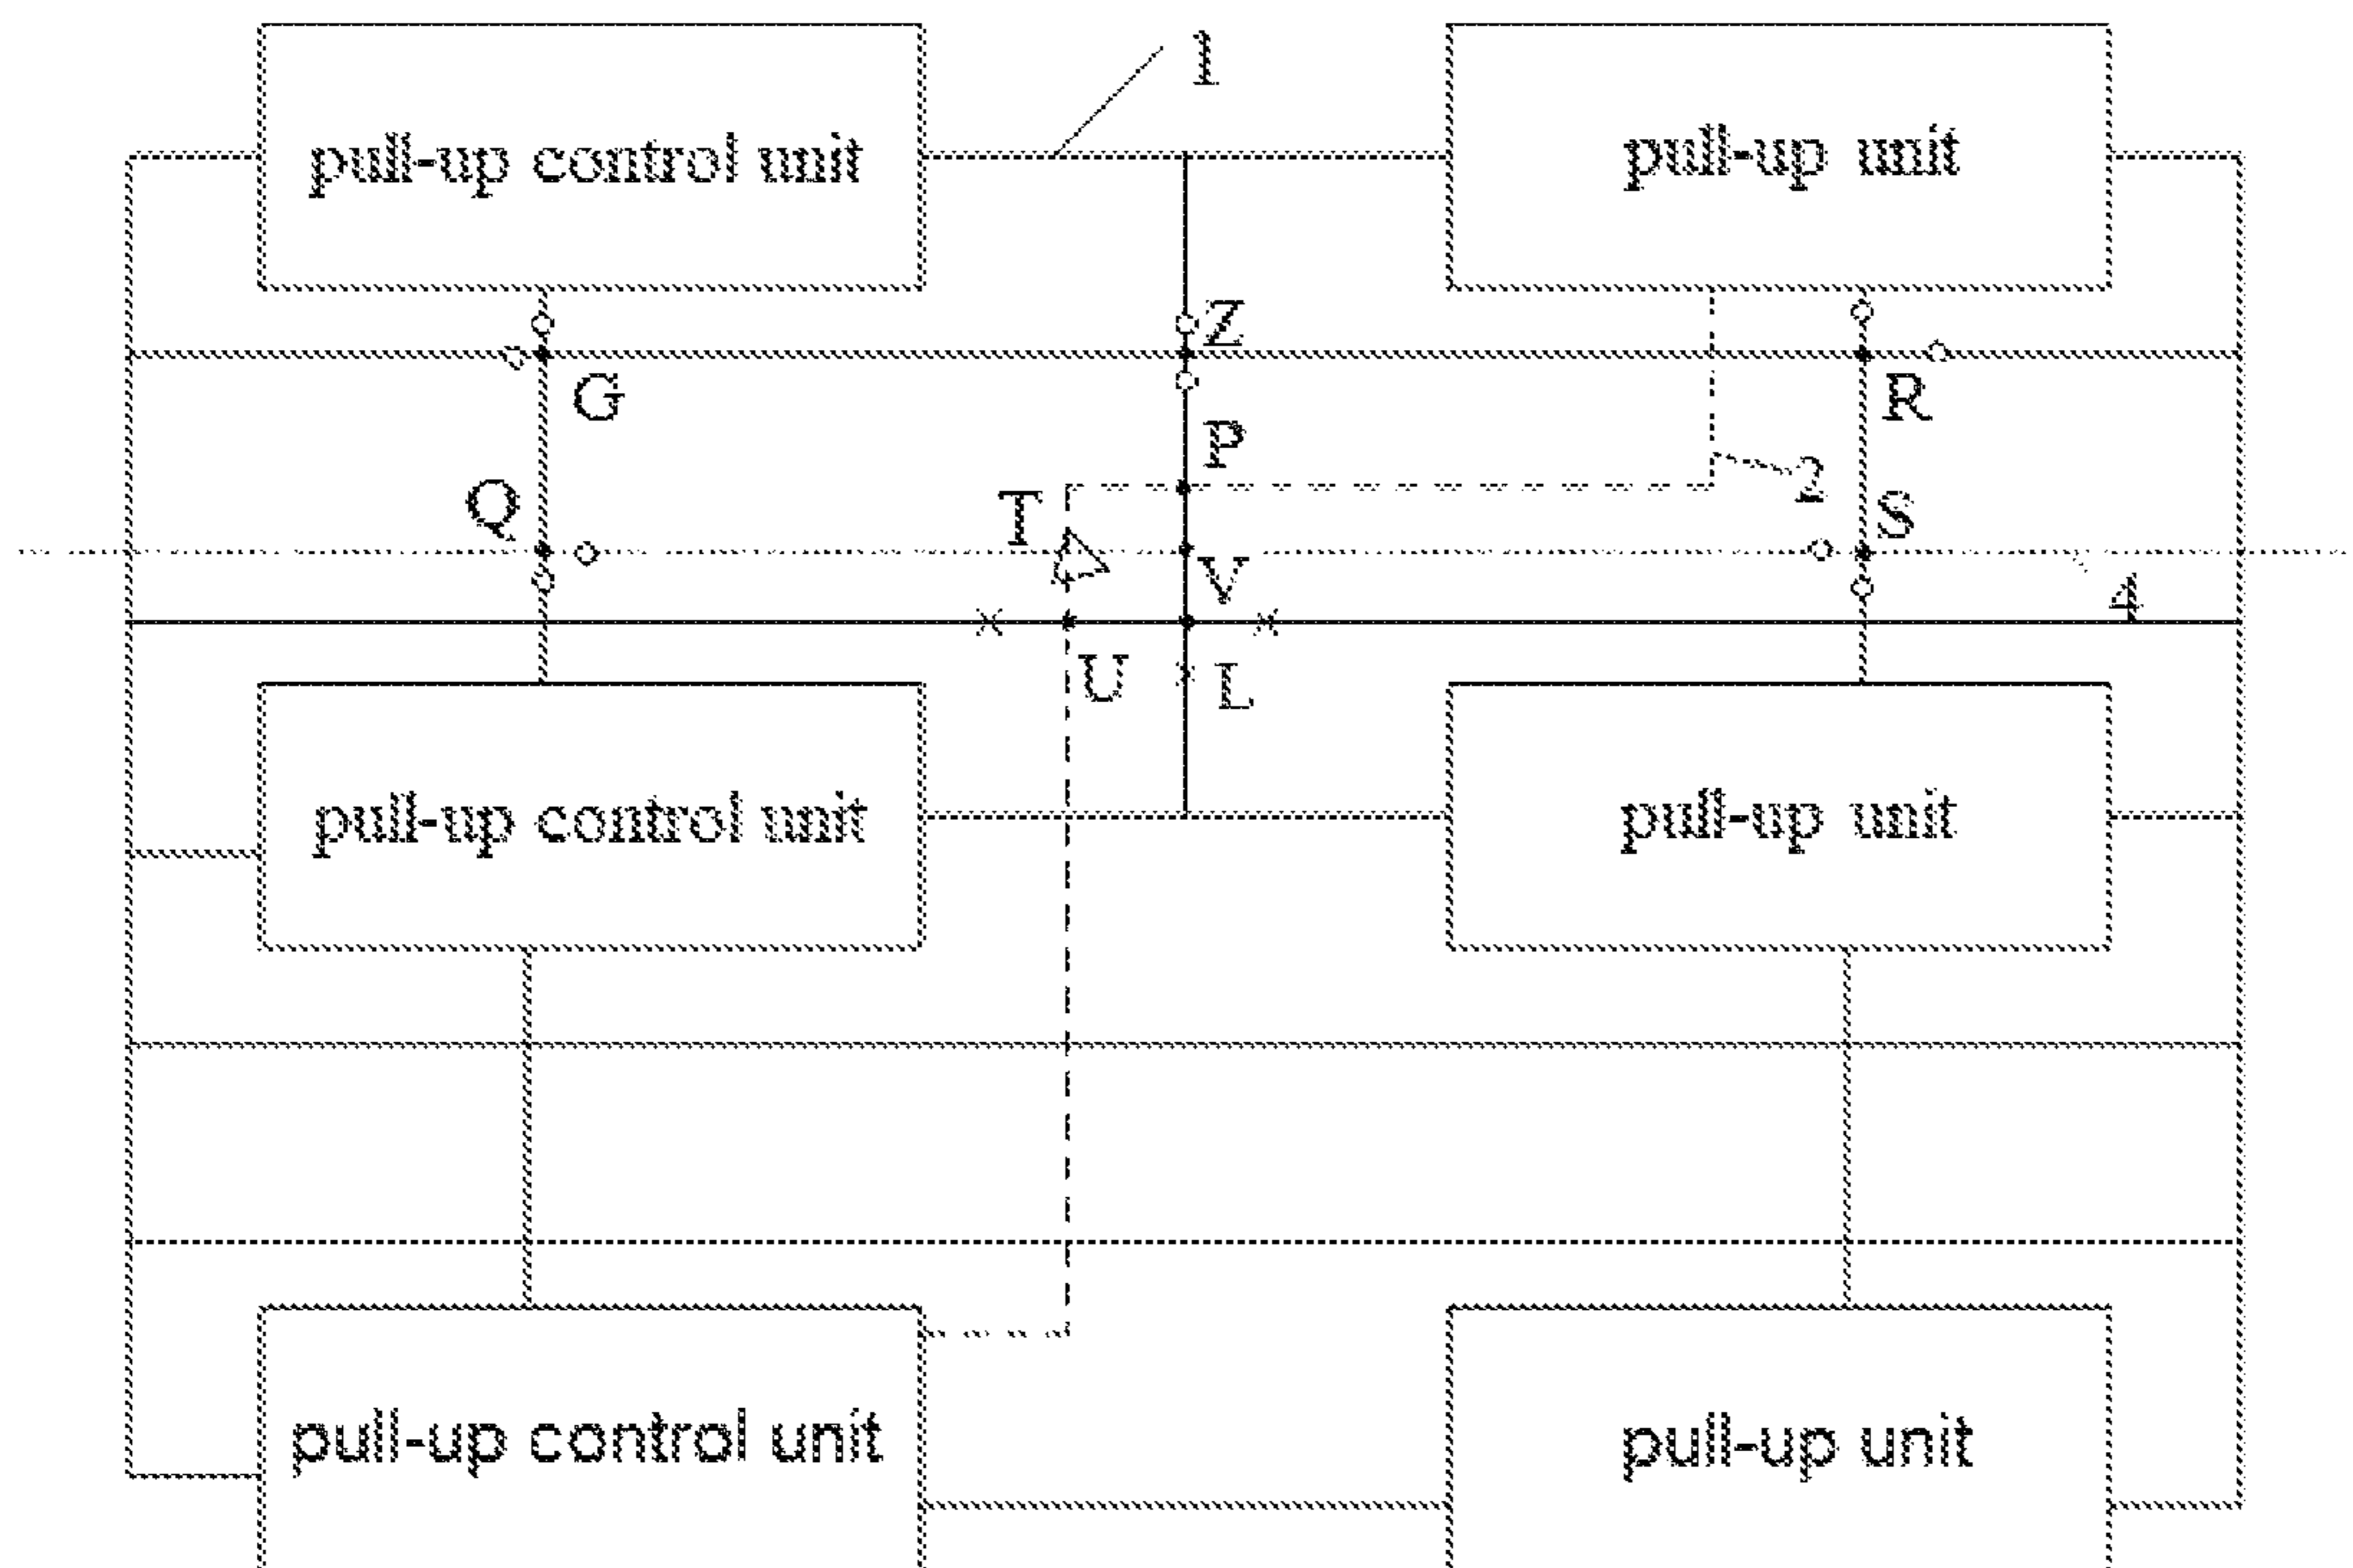 1
pull-up control unit
pull-up unit
Z
G
R
P
Q
T
2
S
V
4
U
L
pull-up control unit
pull-up unit
pull-up control unit
pull-up unit